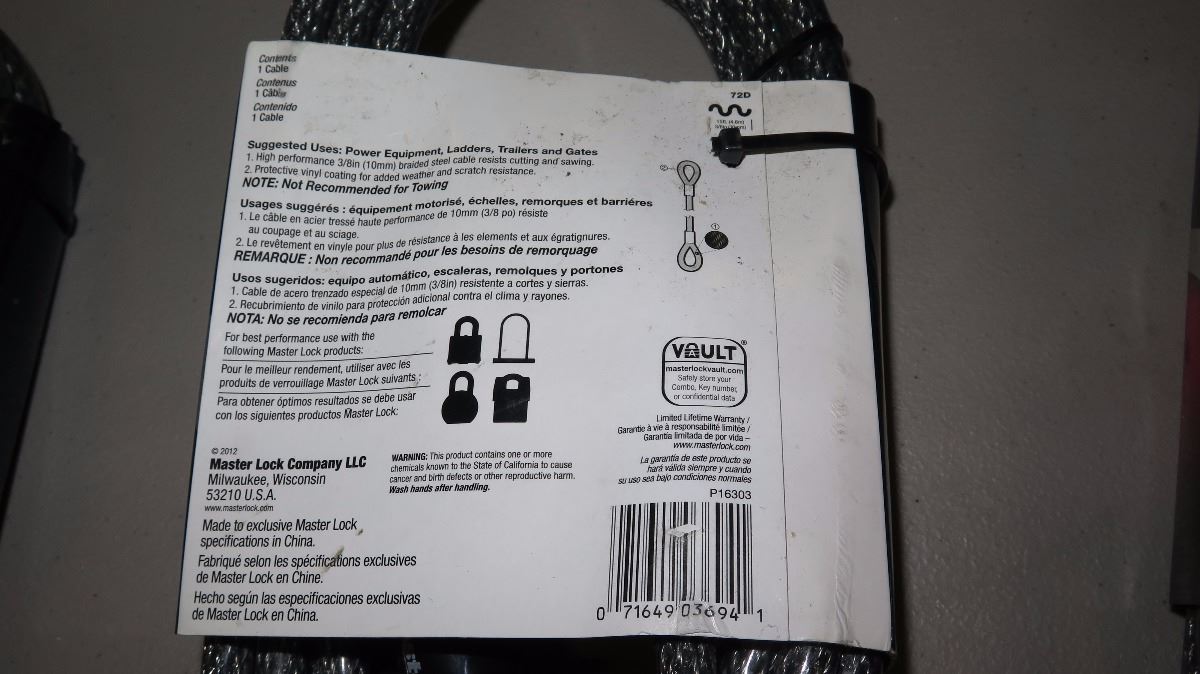 Contents
1 Cable
Contenus
1 Câble
Contenido
1 Cable
72D
15ft. (4.6m)
Suggested Uses: Power Equipment, Ladders, Trailers and Gates
1. High performance 3/8in (10mm) braided steel cable resists cutting and sawing.
2. Protective vinyl coating for added weather and scratch resistance.
NOTE: Not Recommended for Towing
Usages suggérés : équipement motorisé, échelles, remorques et barrières
1. Le câble en acier tressé haute performance de 10mm (3/8 po) résiste
au coupage et au sciage.
2. Le revêtement en vinyle pour plus de résistance à les elements et aux égratignures.
REMARQUE : Non recommandé pour les besoins de remorquage
Usos sugeridos: equipo automático, escaleras, remolques y portones
1. Cable de acero trenzado especial de 10mm (3/8in) resistente a cortes y sierras.
2. Recubrimiento de vinilo para protección adicional contra el clima y rayones.
NOTA: No se recomienda para remolcar
2
1
For best performance use with the
following Master Lock products:
Pour le meilleur rendement, utiliser avec les
produits de verrouillage Master Lock suivants :
Para obtener óptimos resultados se debe usar
con los siguientes productos Master Lock:
VAULT®
masterlockvault.com
Safely store your
Combo, Key number,
or confidential data
Limited Lifetime Warranty /
Garantie à vie à responsabilité limitée /
Garantía limitada de por vida –
www.masterlock.com
La garantía de este producto se
hará válida siempre y cuando
su uso sea bajo condiciones normales
P16303
© 2012
Master Lock Company LLC
Milwaukee, Wisconsin
53210 U.S.A.
www.masterlock.com
WARNING: This product contains one or more
chemicals known to the State of California to cause
cancer and birth defects or other reproductive harm.
Wash hands after handling.
Made to exclusive Master Lock
specifications in China.
Fabriqué selon les spécifications exclusives
de Master Lock en Chine.
Hecho según las especificaciones exclusivas
de Master Lock en China.
0 71649 03694 1